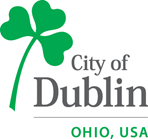 City of
Dublin
OHIO, USA